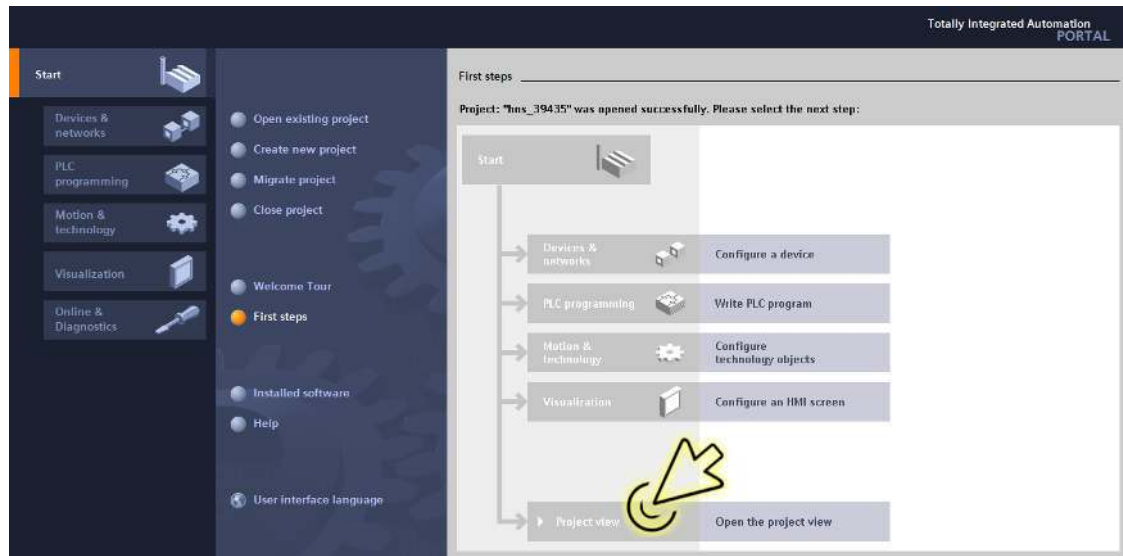 Totally Integrated Automation
PORTAL
Start
Devices &
networks
PLC
programming
Motion &
technology
Visualization
Online &
Diagnostics
Open existing project
Create new project
Migrate project
Close project
Welcome Tour
First steps
Installed software
Help
User interface language
First steps
Project: "hns_39435" was opened successfully. Please select the next step:
Start
Devices &
networks
Configure a device
PLC programming
Write PLC program
Motion &
technology
Configure
technology objects
Visualization
Configure an HMI screen
Project view
Open the project view